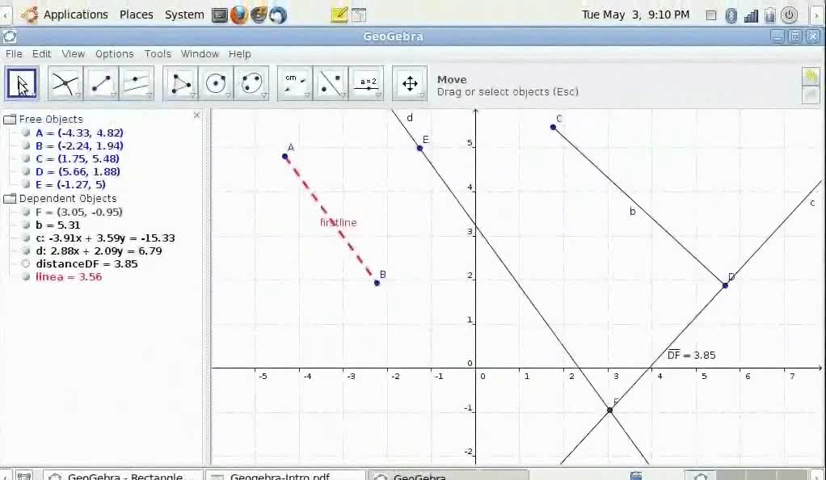 Applications Places System
Tue May 3, 9:10 PM
GeoGebra
File Edit View Options Tools Window Help
cm
a=2
Move
Drag or select objects (Esc)
Free Objects
A = (-4.33, 4.82)
B = (-2.24, 1.94)
C = (1.75, 5.48)
D = (5.66, 1.88)
E = (-1.27, 5)
Dependent Objects
F = (3.05, -0.95)
b = 5.31
c: -3.91x + 3.59y = -15.33
d: 2.88x + 2.09y = 6.79
distanceDF = 3.85
linea = 3.56
d
E
C
A
b
c
firstline
B
D
DF = 3.85
F
5
4
3
2
1
0
-1
-2
-5 -4 -3 -2 -1 0 1 2 3 4 5 6 7
GeoGebra - Rectangle...
Geogebra-Intro.pdf
GeoGebra